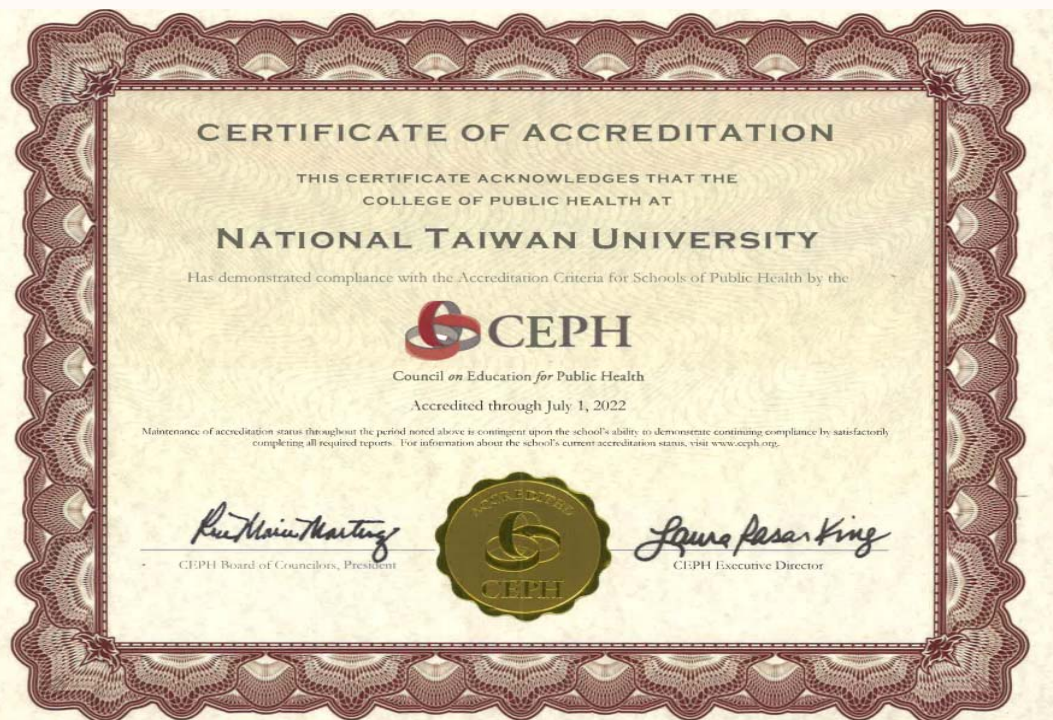 CERTIFICATE OF ACCREDITATION
THIS CERTIFICATE ACKNOWLEDGES THAT THE
COLLEGE OF PUBLIC HEALTH AT
NATIONAL TAIWAN UNIVERSITY
Has demonstrated compliance with the Accreditation Criteria for Schools of Public Health by the
CEPH
Council on Education for Public Health
Accredited through July 1, 2022
Maintenance of accreditation status throughout the period noted above is contingent upon the school's ability to demonstrate continuing compliance by satisfactorily
completing all required reports. For information about the school's current accreditation status, visit www.ceph.org.
ACCREDITED
CEPH
Laura Rasar King
CEPH Board of Councilors, President
CEPH Executive Director